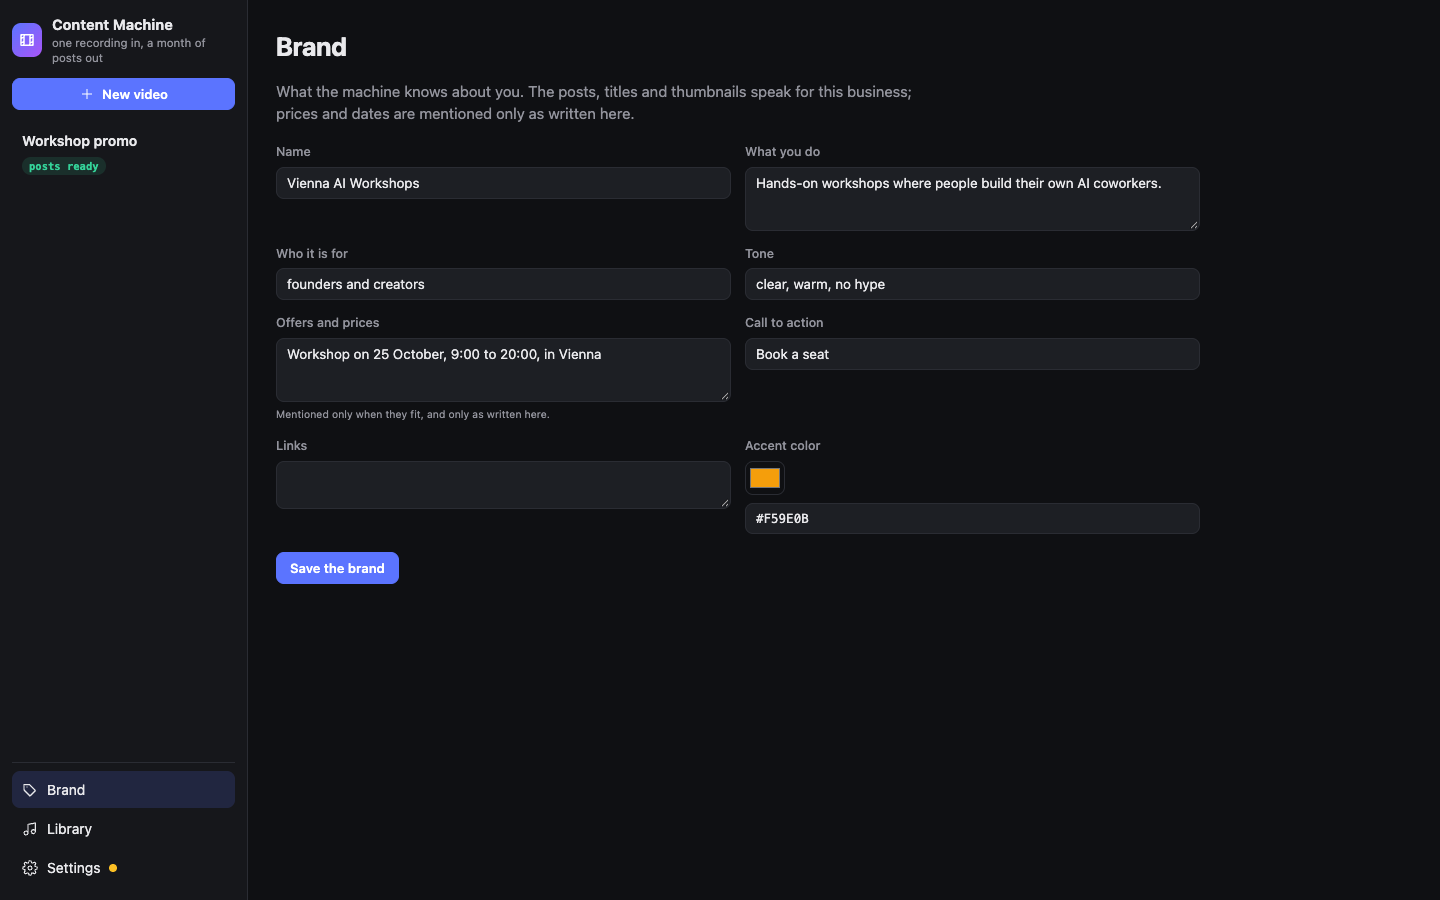 Content Machine
one recording in, a month of
posts out
New video
Workshop promo
posts ready
Brand
Library
Settings
Brand
What the machine knows about you. The posts, titles and thumbnails speak for this business;
prices and dates are mentioned only as written here.
Name
Vienna AI Workshops
What you do
Hands-on workshops where people build their own AI coworkers.
Who it is for
founders and creators
Tone
clear, warm, no hype
Offers and prices
Workshop on 25 October, 9:00 to 20:00, in Vienna
Mentioned only when they fit, and only as written here.
Call to action
Book a seat
Links
Accent color
#F59E0B
Save the brand